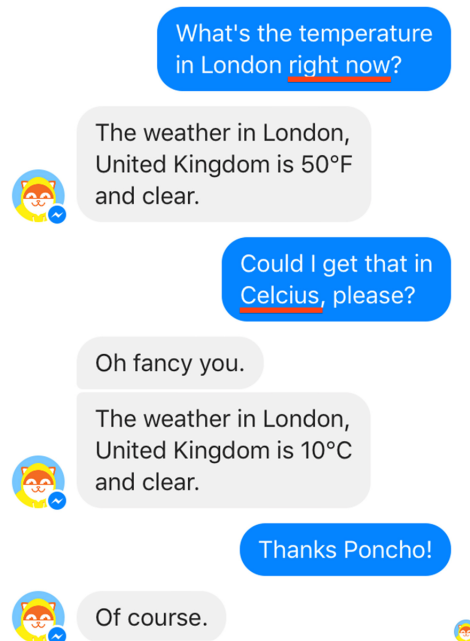 What's the temperature
in London right now?
The weather in London,
United Kingdom is 50°F
and clear.
Could I get that in
Celcius, please?
Oh fancy you.
The weather in London,
United Kingdom is 10°C
and clear.
Thanks Poncho!
Of course.